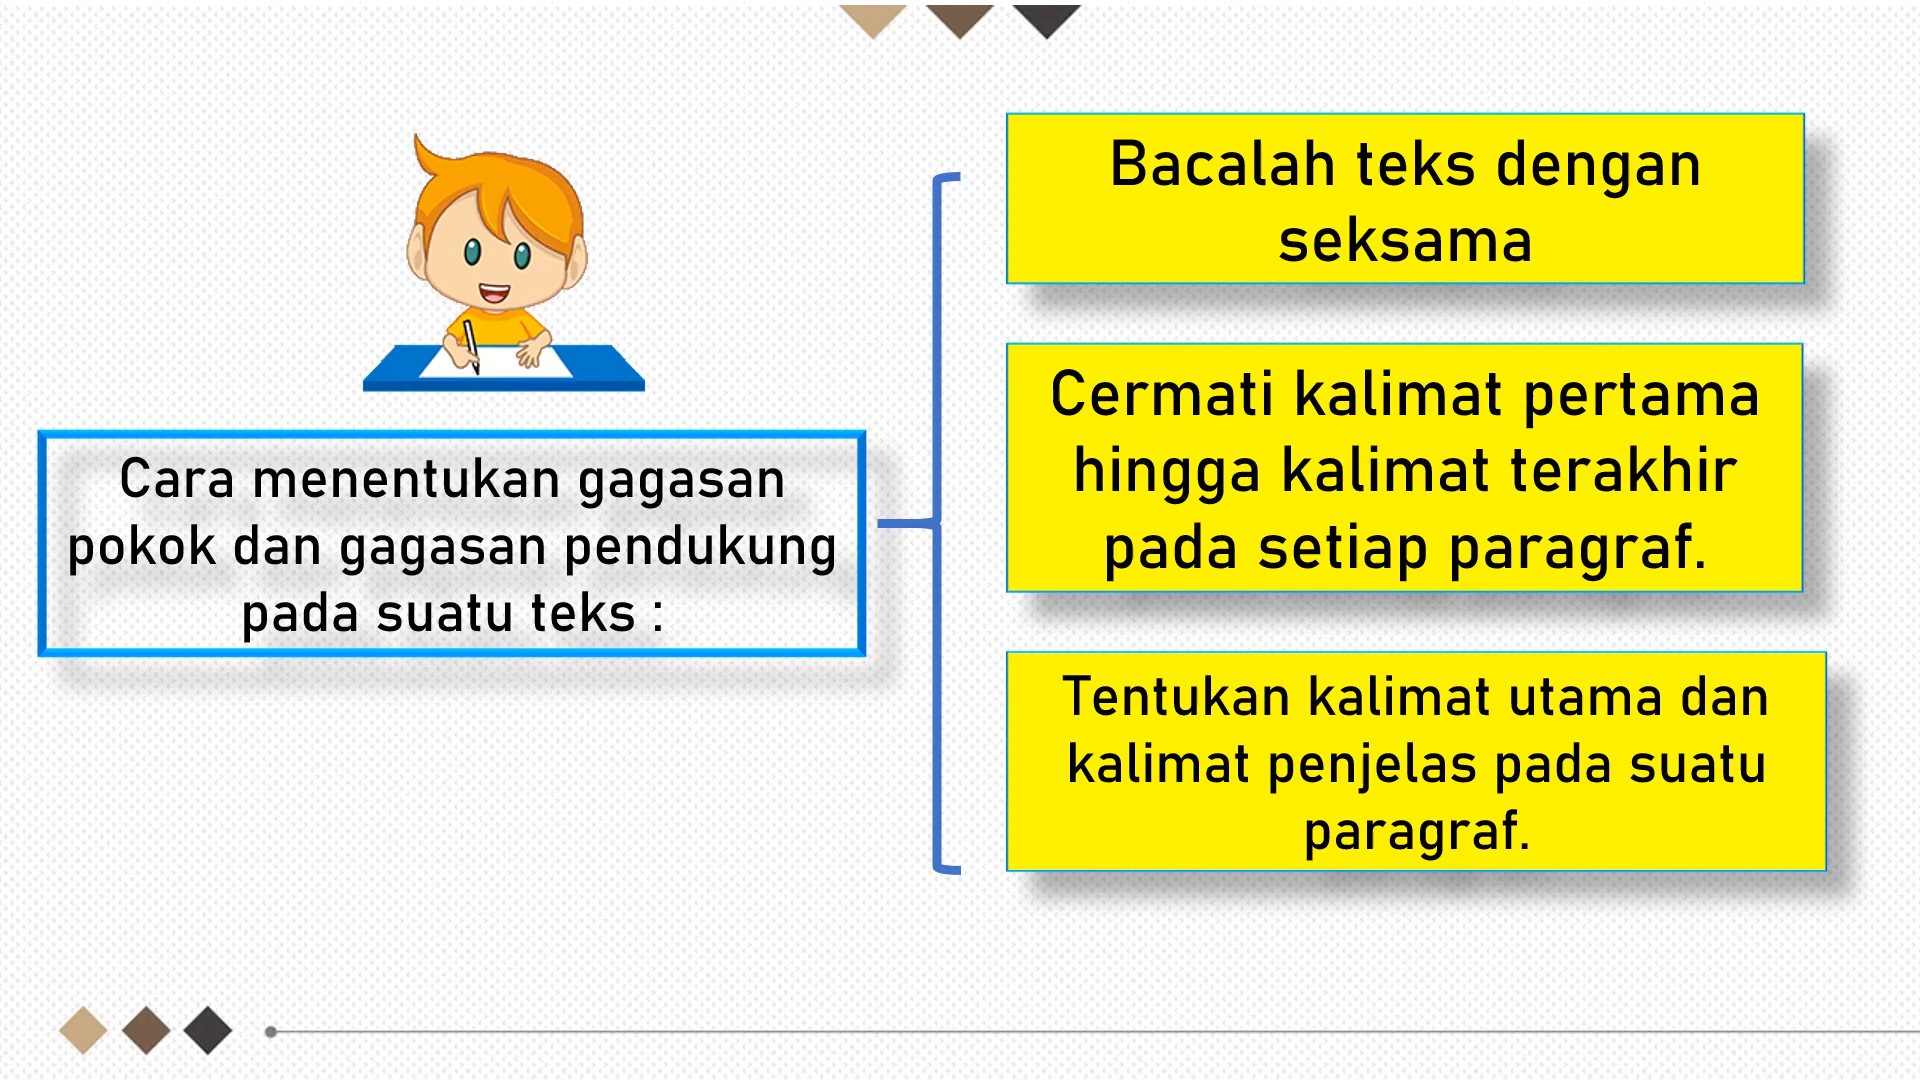 Cara menentukan gagasan
pokok dan gagasan pendukung
pada suatu teks :
Bacalah teks dengan
seksama
Cermati kalimat pertama
hingga kalimat terakhir
pada setiap paragraf.
Tentukan kalimat utama dan
kalimat penjelas pada suatu
paragraf.